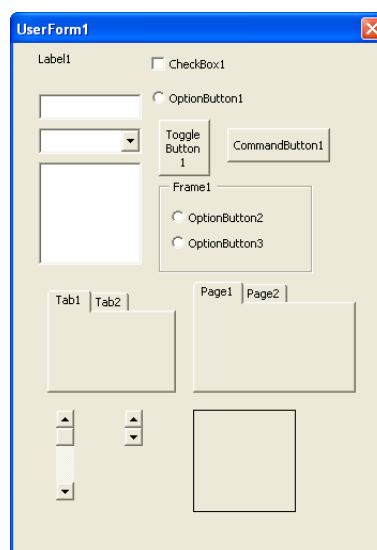 UserForm1
Label1
CheckBox1
OptionButton1
Toggle
Button
1
CommandButton1
Frame1
OptionButton2
OptionButton3
Tab1 Tab2
Page1 Page2